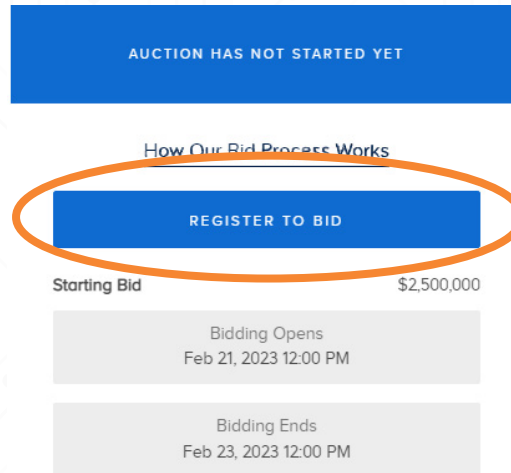 AUCTION HAS NOT STARTED YET
How Our Bid Process Works
REGISTER TO BID
Starting Bid $2,500,000
Bidding Opens
Feb 21, 2023 12:00 PM
Bidding Ends
Feb 23, 2023 12:00 PM